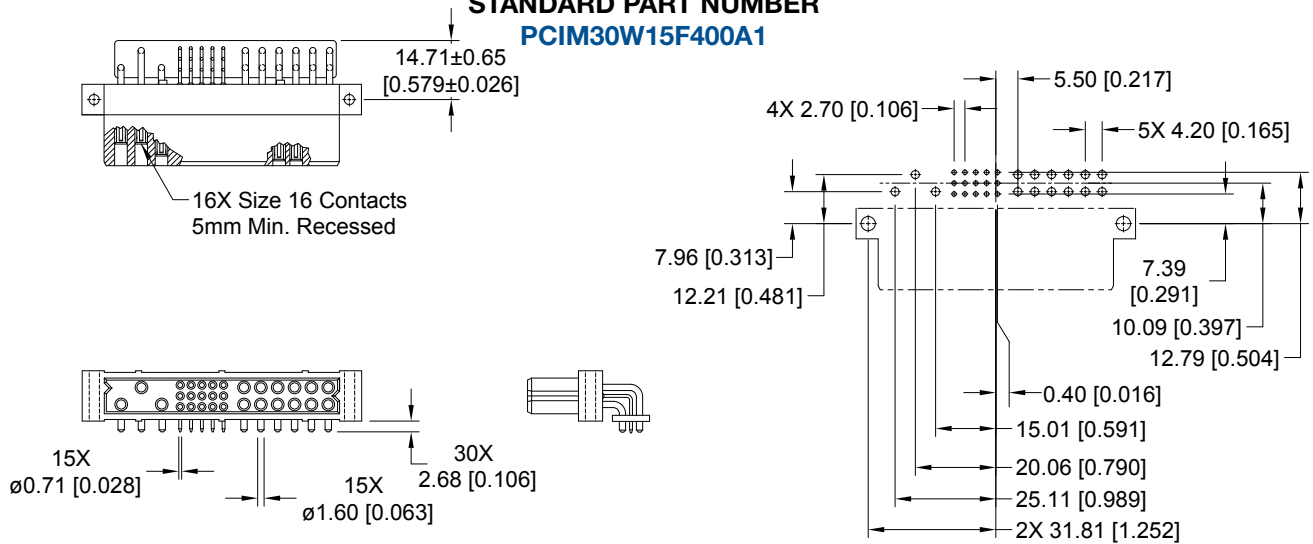 STANDARD PART NUMBER
PCIM30W15F400A1
14.71±0.65
[0.579±0.026]
16X Size 16 Contacts
5mm Min. Recessed
5.50 [0.217]
4X 2.70 [0.106]
5X 4.20 [0.165]
7.96 [0.313]
12.21 [0.481]
7.39
[0.291]
10.09 [0.397]
12.79 [0.504]
0.40 [0.016]
15.01 [0.591]
20.06 [0.790]
25.11 [0.989]
2X 31.81 [1.252]
15X
ø0.71 [0.028]
15X
ø1.60 [0.063]
30X
2.68 [0.106]